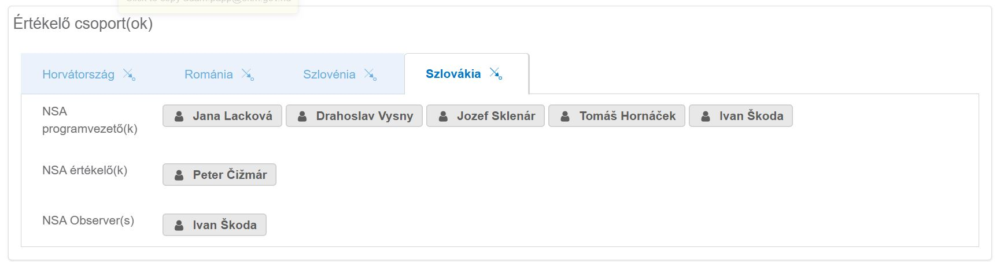 Értékelő csoport(ok)
Horvátország Románia Szlovénia Szlovákia
NSA programvezető(k)
Jana Lacková Drahoslav Vysny Jozef Sklenár Tomáš Hornáček Ivan Škoda
NSA értékelő(k) Peter Čižmár
NSA Observer(s) Ivan Škoda